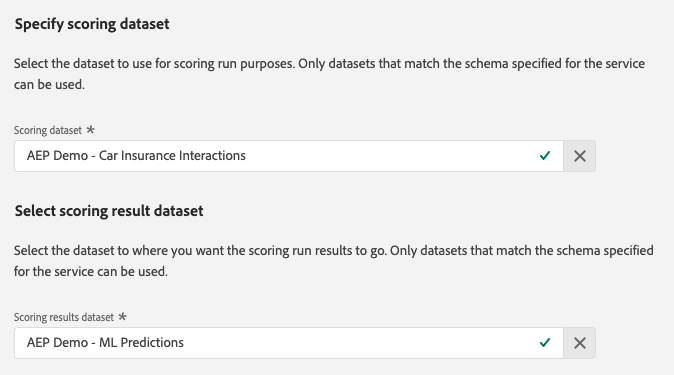 Specify scoring dataset
Select the dataset to use for scoring run purposes. Only datasets that match the schema specified for the service
can be used.
Scoring dataset *
AEP Demo - Car Insurance Interactions
Select scoring result dataset
Select the dataset to where you want the scoring run results to go. Only datasets that match the schema specified
for the service can be used.
Scoring results dataset *
AEP Demo - ML Predictions